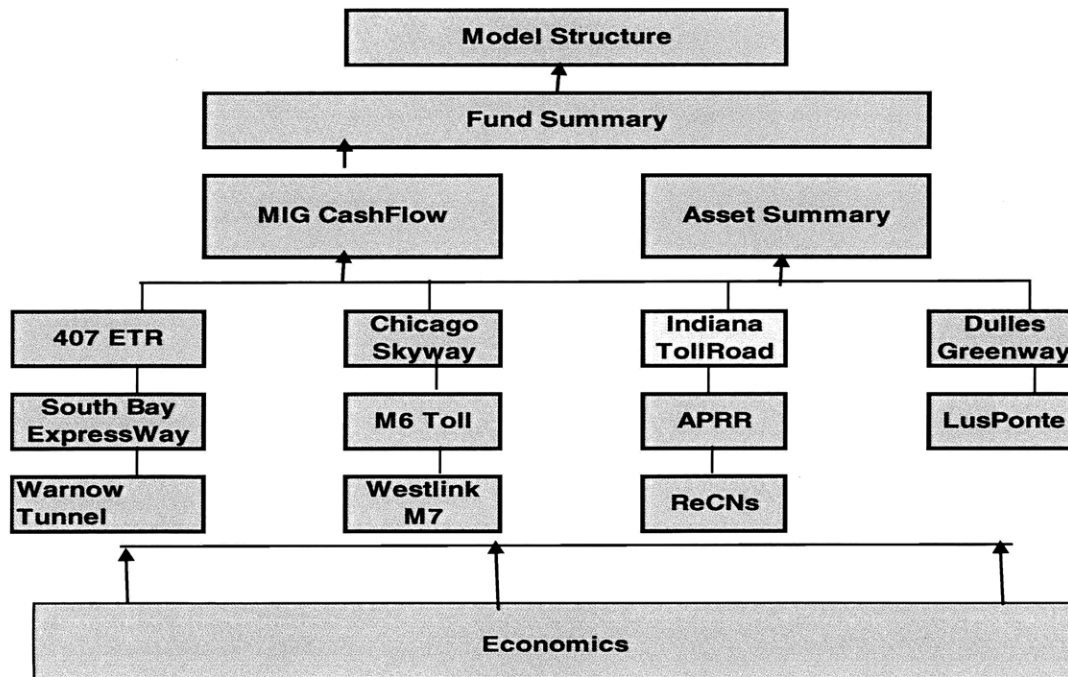 Model Structure
Fund Summary
MIG CashFlow
Asset Summary
407 ETR
Chicago
Skyway
Indiana
TollRoad
Dulles
Greenway
South Bay
ExpressWay
M6 Toll
APRR
LusPonte
Warnow
Tunnel
Westlink
M7
ReCNs
Economics